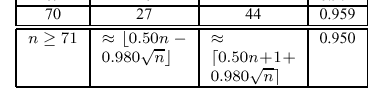 70 27 44 0.959
n ≥ 71 ≈ ⌊0.50n − ≈ 0.950
0.980√n⌋ ⌈0.50n+1+
0.980√n⌉